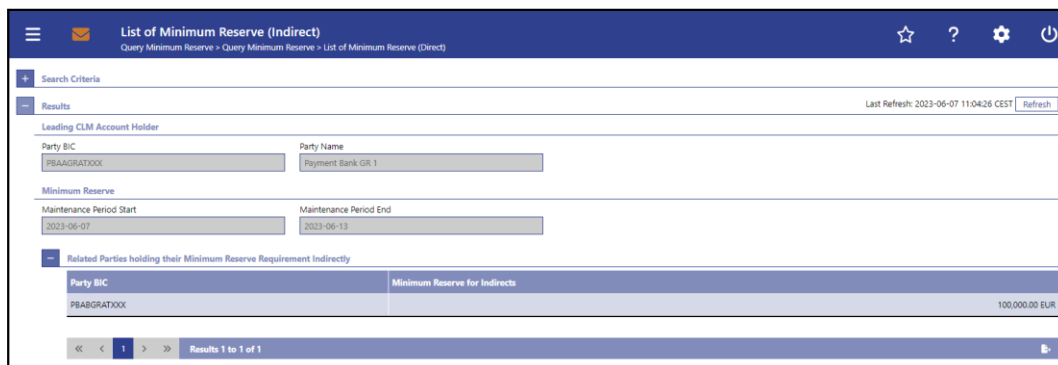 List of Minimum Reserve (Indirect)
Query Minimum Reserve > Query Minimum Reserve > List of Minimum Reserve (Direct)
?
+ Search Criteria
− Results
Last Refresh: 2023-06-07 11:04:26 CEST Refresh
Leading CLM Account Holder
Party BIC Party Name
PBAAGRATXXX Payment Bank GR 1
Minimum Reserve
Maintenance Period Start Maintenance Period End
2023-06-07 2023-06-13
− Related Parties holding their Minimum Reserve Requirement Indirectly
Party BIC Minimum Reserve for Indirects
PBABGRATXXX 100,000.00 EUR
« < 1 > » Results 1 to 1 of 1